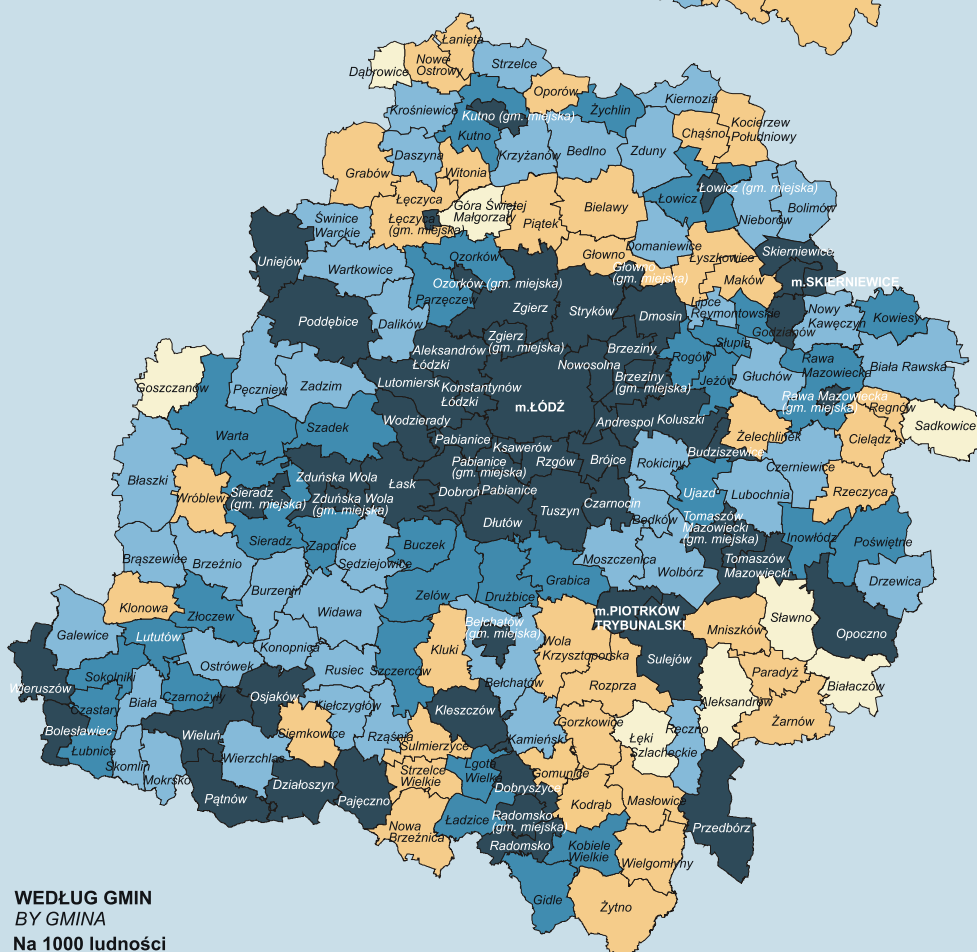 Łanięta
Nowe
Ostrowy
Dąbrowice
Strzelce
Oporów
Krośniewice
Kutno (gm. miejska)
Żychlin
Kiernozia
Kocierzew
Południowy
Chąśno
Kutno
Daszyna
Krzyżanów
Bedlno
Zduny
Grabów
Witonia
Łęczyca
Łowicz (gm. miejska)
Łowicz
Góra Świętej
Małgorzaty
Bielawy
Bolimów
Nieborów
Świnice
Warckie
Łęczyca
(gm. miejska)
Piątek
Domaniewice
Skierniewice
Uniejów
Wartkowice
Ozorków
Głowno
Łyszkowice
Głowno
(gm. miejska)
Maków
m.SKIERNIEWICE
Ozorków (gm. miejska)
Parzęczew
Zgierz
Stryków
Dmosin
Lipce
Reymontowskie
Nowy
Kawęczyn
Kowiesy
Poddębice
Dalików
Godzianów
Zgierz
(gm. miejska)
Słupia
Aleksandrów
Łódzki
Brzeziny
Rogów
Rawa
Mazowiecka
Nowosolna
Biała Rawska
Goszczanów
Pęczniew
Zadzim
Lutomiersk
Konstantynów
Łódzki
Brzeziny
(gm. miejska)
Jeżów
Głuchów
Rawa Mazowiecka
(gm. miejska)
m.ŁÓDŹ
Regnów
Wodzierady
Andrespol
Koluszki
Sadkowice
Warta
Szadek
Pabianice
Ksawerów
Żelechlinek
Cielądz
Budziszewice
Pabianice
(gm. miejska)
Rzgów
Brójce
Rokiciny
Czerniewice
Błaszki
Wróblew
Sieradz
(gm. miejska)
Zduńska Wola
Zduńska Wola
(gm. miejska)
Łask
Dobroń
Pabianice
Ujazd
Lubochnia
Rzeczyca
Czarnocin
Tuszyn
Dłutów
Będków
Tomaszów
Mazowiecki
(gm. miejska)
Inowłódz
Poświętne
Sieradz
Zapolice
Buczek
Brąszewice
Brzeźnio
Sędziejowice
Moszczenica
Wolbórz
Tomaszów
Mazowiecki
Drzewica
Grabica
Burzenin
Zelów
Drużbice
Klonowa
Złoczew
Widawa
m.PIOTRKÓW
TRYBUNALSKI
Sławno
Bełchatów
(gm. miejska)
Mniszków
Opoczno
Galewice
Lututów
Konopnica
Kluki
Wola
Krzysztoporska
Sulejów
Ostrówek
Rusiec
Szczerców
Sokolniki
Paradyż
Wieruszów
Czarnożyły
Osjaków
Bełchatów
Rozprza
Białaczów
Biała
Kiełczygłów
Aleksandrów
Czastary
Kleszczów
Bolesławiec
Wieluń
Siemkowice
Gorzkowice
Żarnów
Rząśnia
Kamieńsk
Łęki
Szlacheckie
Ręczno
Łubnice
Sulmierzyce
Wierzchlas
Skomlin
Lgota
Wielka
Mokrsko
Strzelce
Wielkie
Gomunice
Działoszyn
Dobryszyce
Pątnów
Pajęczno
Kodrąb
Masłowice
Ładzice
Radomsko
(gm. miejska)
Nowa
Brzeźnica
Przedbórz
Radomsko
Kobiele
Wielkie
Wielgomłyny
Gidle
Żytno
WEDŁUG GMIN
BY GMINA
Na 1000 ludności